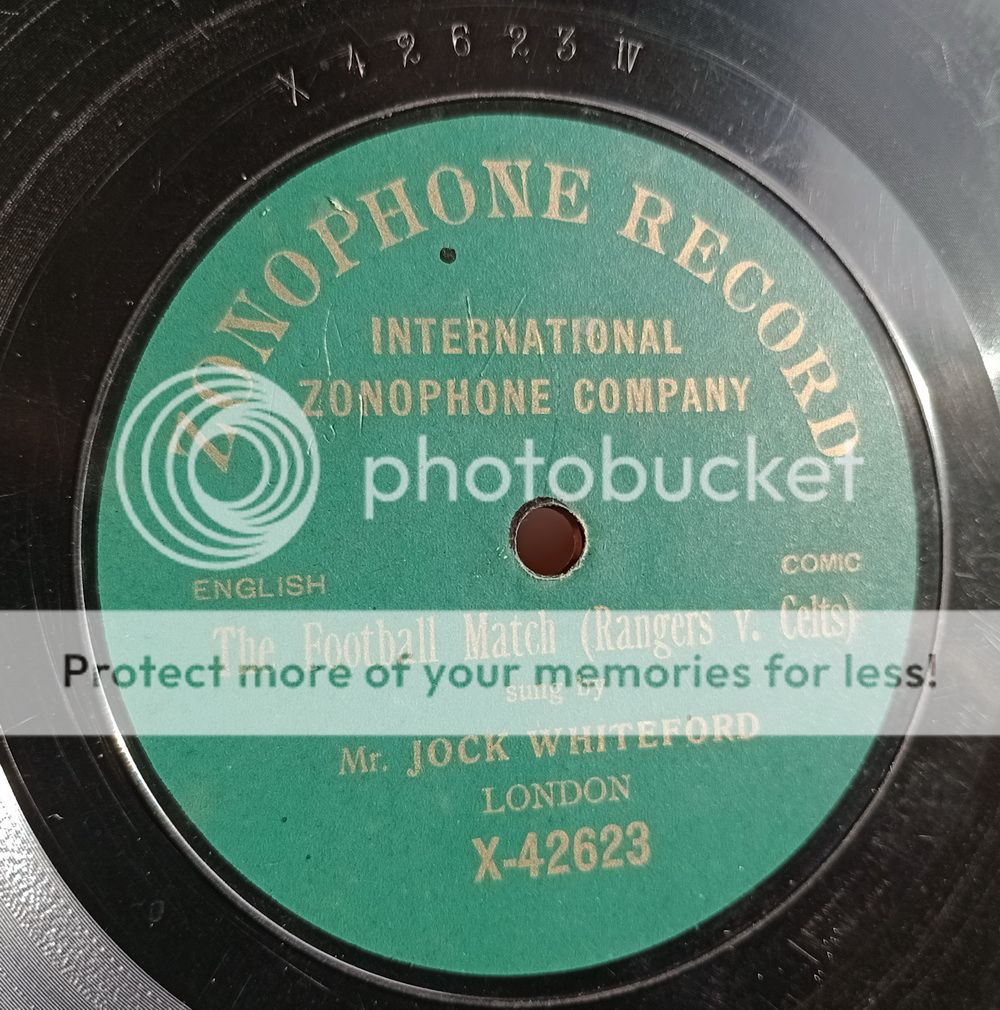 X-42623 IV
ZONOPHONE RECORD
INTERNATIONAL
ZONOPHONE COMPANY
photobucket
ENGLISH
COMIC
The Football Match (Rangers v. Celts)
Protect more of your memories for less!
sung by
Mr. JOCK WHITEFORD
LONDON
X-42623